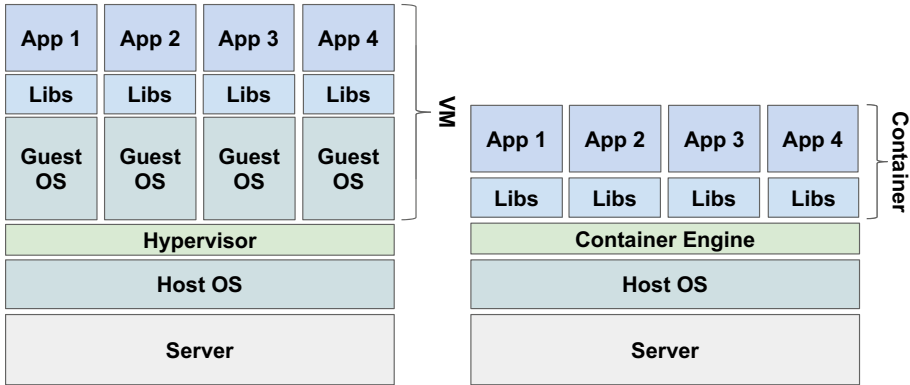 App 1 App 2 App 3 App 4
Libs Libs Libs Libs
Guest OS Guest OS Guest OS Guest OS
VM
Hypervisor
Host OS
Server
App 1 App 2 App 3 App 4
Libs Libs Libs Libs
Container
Container Engine
Host OS
Server